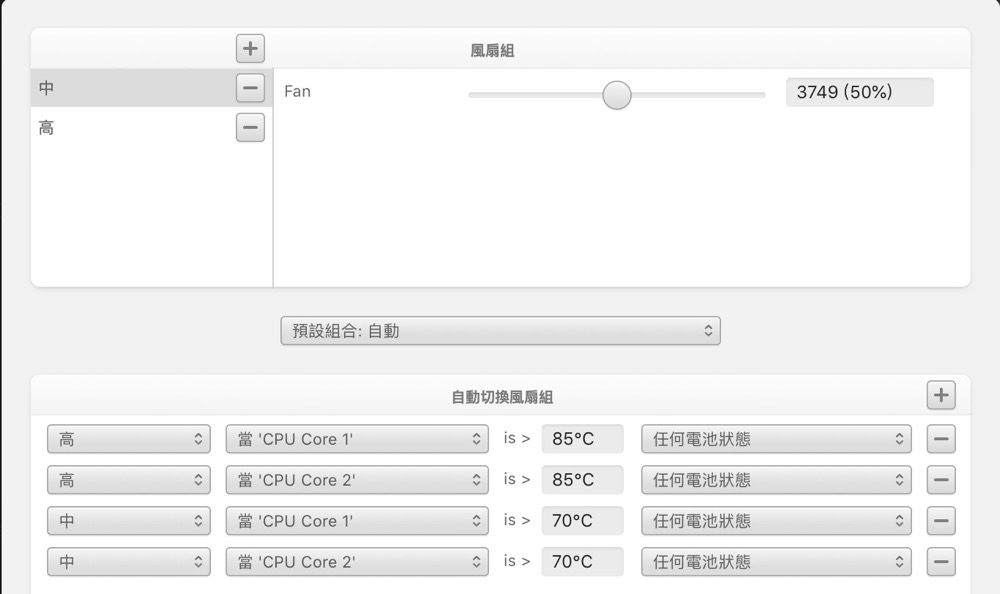 風扇組
中
Fan 3749 (50%)
高
預設組合: 自動
自動切換風扇組
高 當 'CPU Core 1' is > 85°C 任何電池狀態
高 當 'CPU Core 2' is > 85°C 任何電池狀態
中 當 'CPU Core 1' is > 70°C 任何電池狀態
中 當 'CPU Core 2' is > 70°C 任何電池狀態